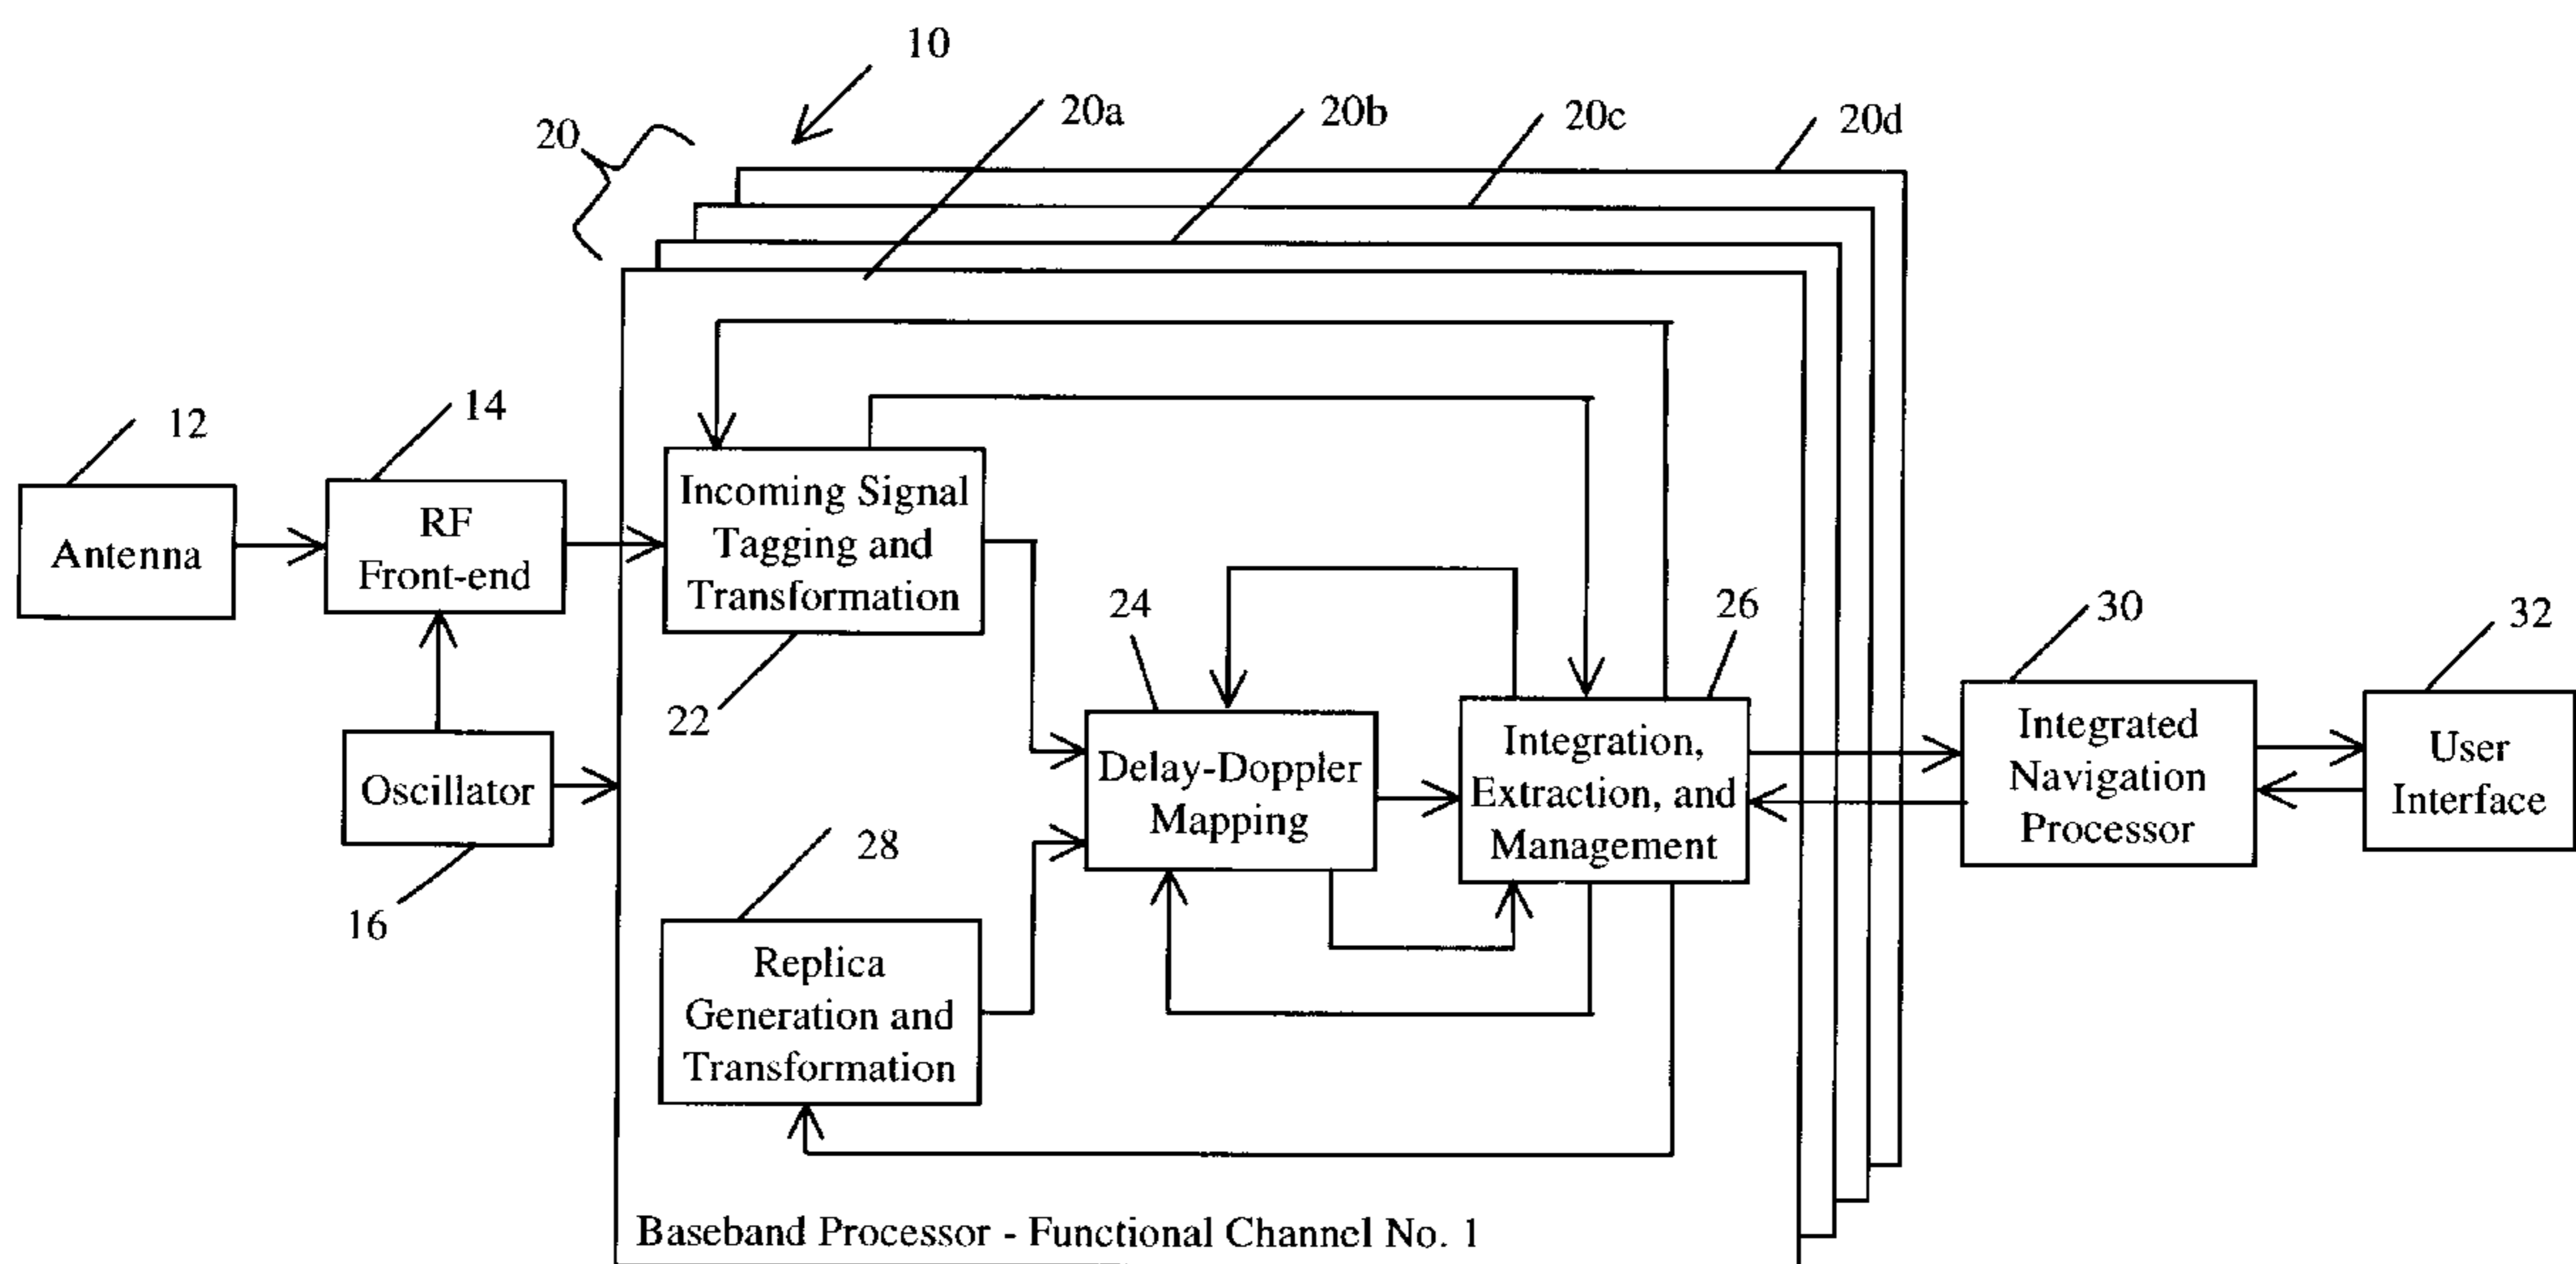 10
20
20a
20b
20c
20d
12
14
Antenna
RF
Front-end
Oscillator
16
Incoming Signal
Tagging and
Transformation
22
24
Delay-Doppler
Mapping
26
Integration,
Extraction, and
Management
28
Replica
Generation and
Transformation
30
Integrated
Navigation
Processor
32
User
Interface
Baseband Processor - Functional Channel No. 1